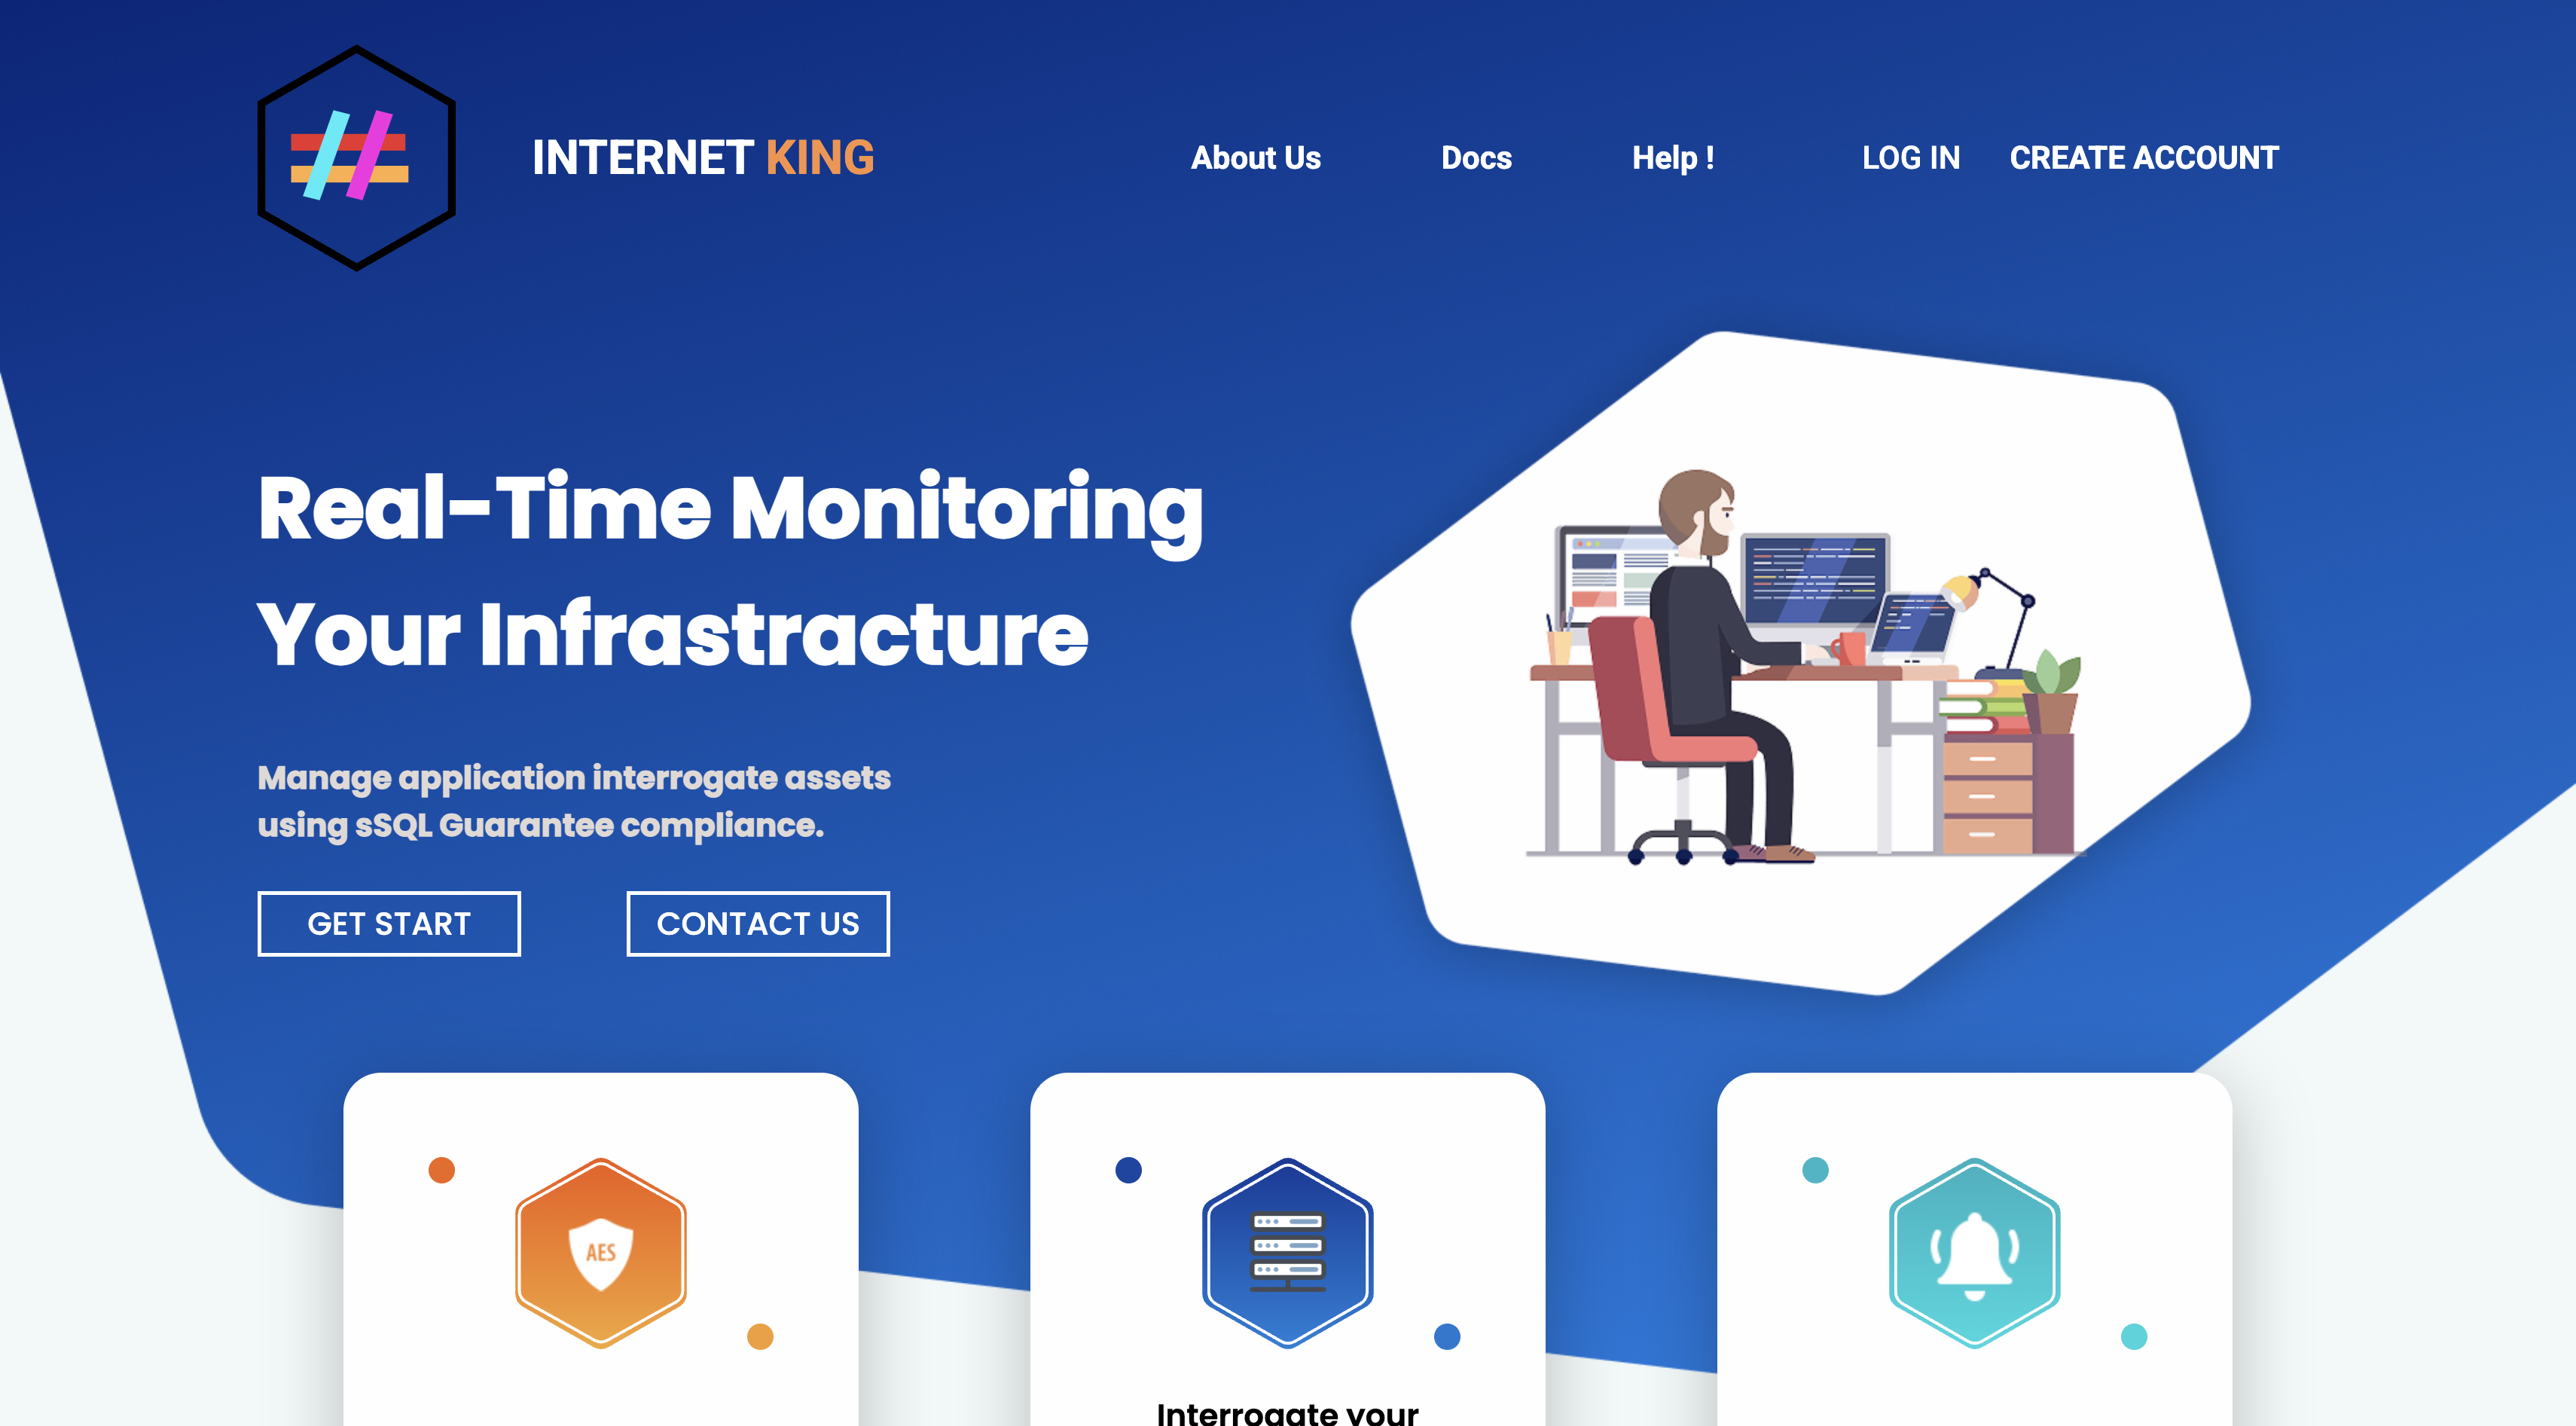 INTERNET KING
About Us
Docs
Help !
LOG IN
CREATE ACCOUNT
Real-Time Monitoring
Your Infrastracture
Manage application interrogate assets
using sSQL Guarantee compliance.
GET START
CONTACT US
AES
Interrogate your